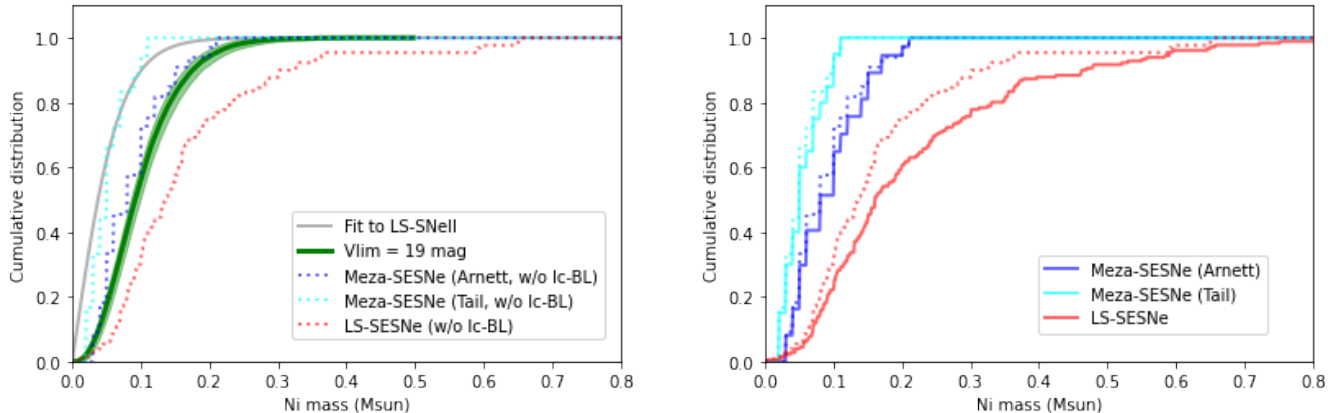 Cumulative distribution
1.0
0.8
0.6
0.4
0.2
0.0
Fit to LS-SNeII
Vlim = 19 mag
Meza-SESNe (Arnett, w/o Ic-BL)
Meza-SESNe (Tail, w/o Ic-BL)
LS-SESNe (w/o Ic-BL)
0.0 0.1 0.2 0.3 0.4 0.5 0.6 0.7 0.8
Ni mass (Msun)
Cumulative distribution
1.0
0.8
0.6
0.4
0.2
0.0
Meza-SESNe (Arnett)
Meza-SESNe (Tail)
LS-SESNe
0.0 0.1 0.2 0.3 0.4 0.5 0.6 0.7 0.8
Ni mass (Msun)